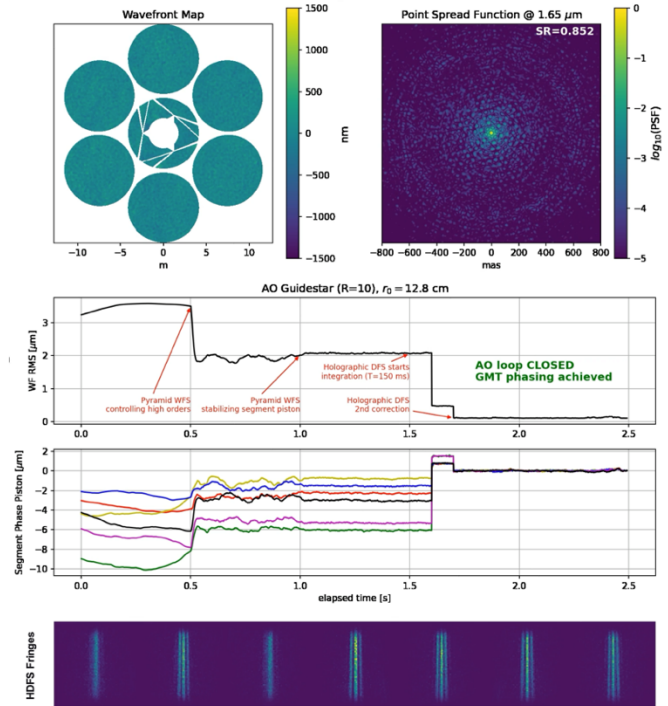 Wavefront Map
1500
1000
500
0
−500
−1000
−1500
nm
−10
−5
0
5
10
m
Point Spread Function @ 1.65 μm
SR=0.852
0
−1
−2
−3
−4
−5
log10(PSF)
−800
−600
−400
−200
0
200
400
600
800
mas
AO Guidestar (R=10), r0 = 12.8 cm
WF RMS [μm]
3
2
1
0
Pyramid WFS
controlling high orders
Pyramid WFS
stabilizing segment piston
Holographic DFS starts
integration (T=150 ms)
Holographic DFS
2nd correction
AO loop CLOSED
GMT phasing achieved
0.0
0.5
1.0
1.5
2.0
2.5
Segment Phase Piston [μm]
2
0
−2
−4
−6
−8
−10
0.0
0.5
1.0
1.5
2.0
2.5
elapsed time [s]
HDFS Fringes